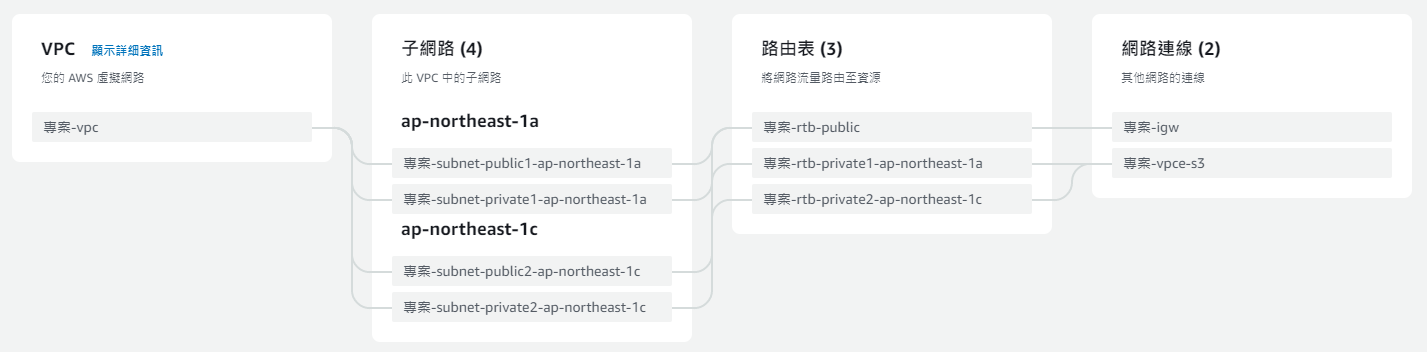 VPC 顯示詳細資訊
您的 AWS 虛擬網路
專案-vpc
子網路 (4)
此 VPC 中的子網路
ap-northeast-1a
專案-subnet-public1-ap-northeast-1a
專案-subnet-private1-ap-northeast-1a
ap-northeast-1c
專案-subnet-public2-ap-northeast-1c
專案-subnet-private2-ap-northeast-1c
路由表 (3)
將網路流量路由至資源
專案-rtb-public
專案-rtb-private1-ap-northeast-1a
專案-rtb-private2-ap-northeast-1c
網路連線 (2)
其他網路的連線
專案-igw
專案-vpce-s3